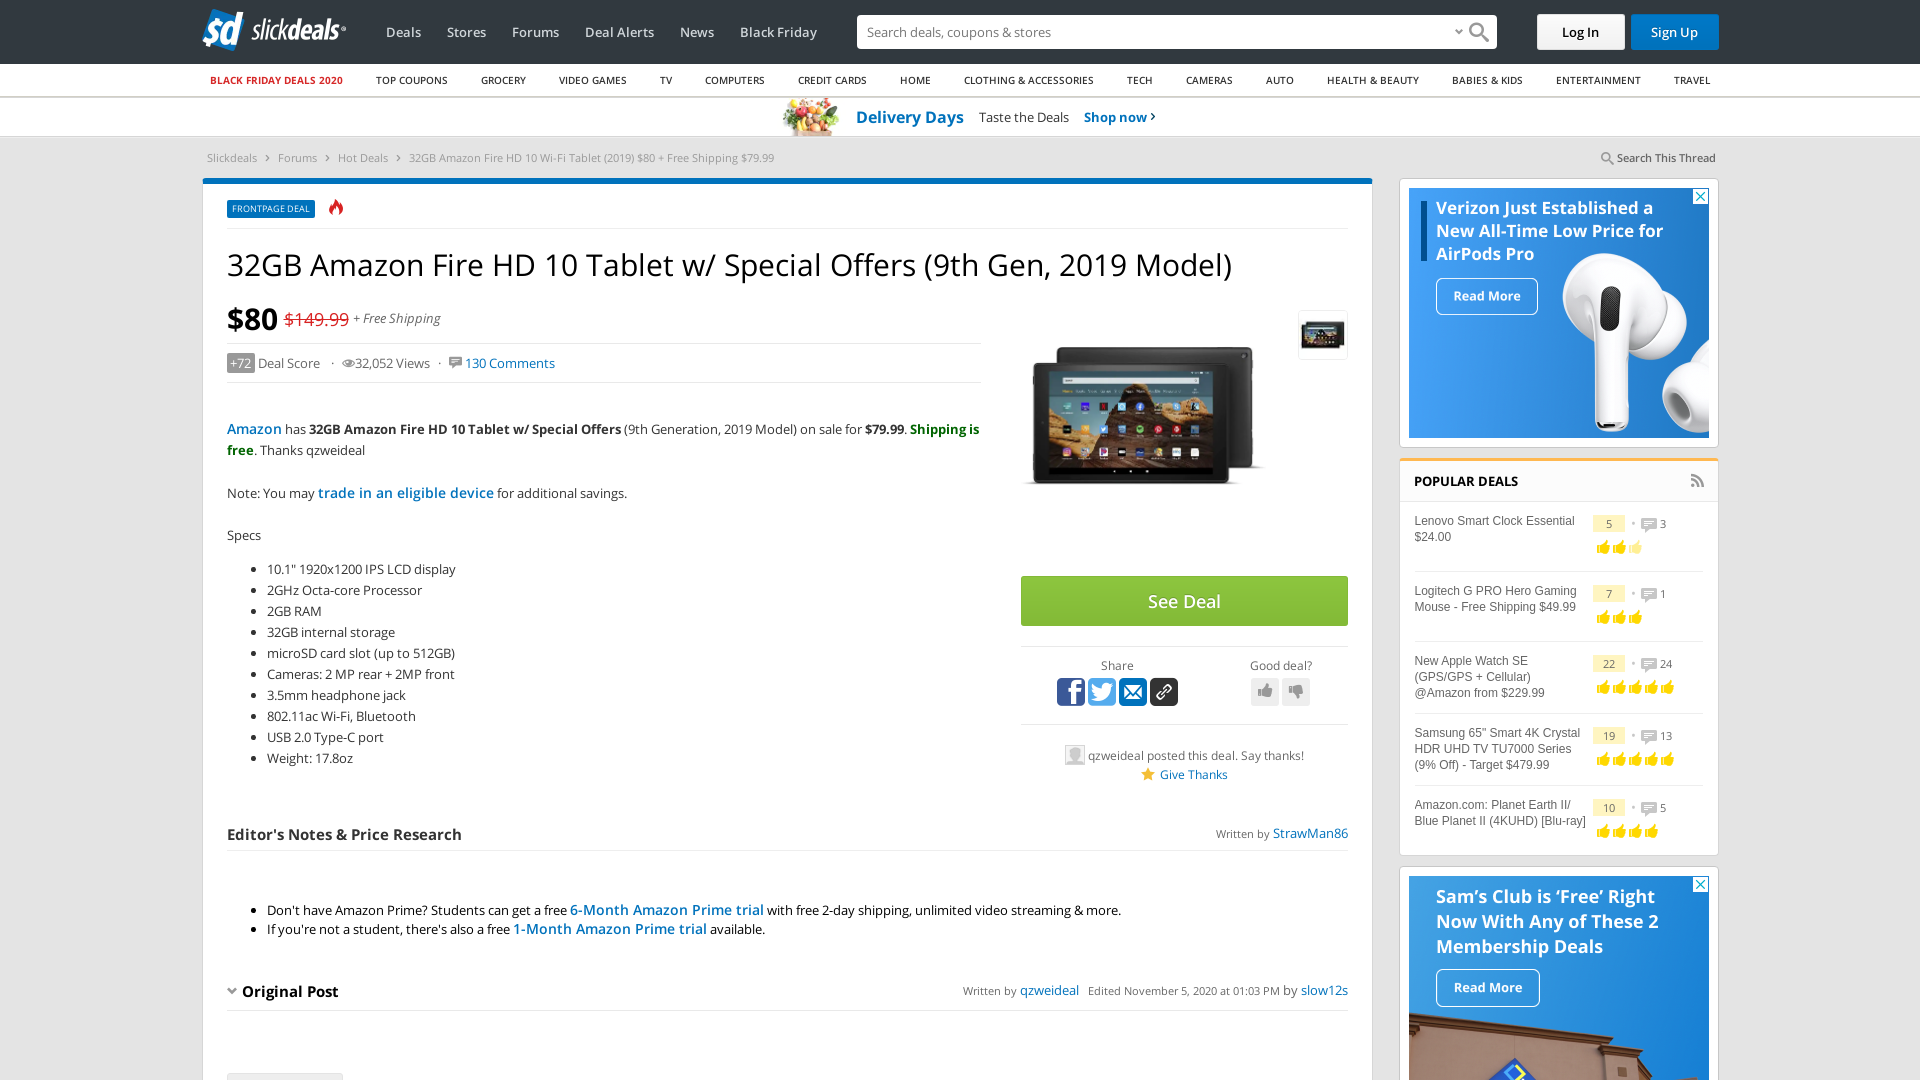 slickdeals
Deals
Stores
Forums
Deal Alerts
News
Black Friday
Search deals, coupons & shopping
Log In
Sign Up
BLACK FRIDAY DEALS 2020
TOP COUPONS
GROCERY
VIDEO GAMES
TV
COMPUTERS
CREDIT CARDS
HOME
CLOTHING & ACCESSORIES
TECH
CAMERAS
AUTO
HEALTH & BEAUTY
BABIES & KIDS
ENTERTAINMENT
TRAVEL
Delivery Days Taste the Deals Shop now ›
Slickdeals › Forums › Hot Deals › 32GB Amazon Fire HD 10 Wi-Fi Tablet (2019) $80 + Free Shipping $79.99
Search This Thread
FRONTPAGE DEAL
32GB Amazon Fire HD 10 Tablet w/ Special Offers (9th Gen, 2019 Model)
$80 $149.99 + Free Shipping
+72 Deal Score · 32,052 Views · 130 Comments
Amazon has 32GB Amazon Fire HD 10 Tablet w/ Special Offers (9th Generation, 2019 Model) on sale for $79.99. Shipping is
free. Thanks qzweideal
Note: You may trade in an eligible device for additional savings.
Specs
• 10.1" 1920x1200 IPS LCD display
• 2GHz Octa-core Processor
• 2GB RAM
• 32GB internal storage
• microSD card slot (up to 512GB)
• Cameras: 2 MP rear + 2MP front
• 3.5mm headphone jack
• 802.11ac Wi-Fi, Bluetooth
• USB 2.0 Type-C port
• Weight: 17.8oz
See Deal
Share
Good deal?
qzweideal posted this deal. Say thanks!
Give Thanks
Editor's Notes & Price Research
Written by StrawMan86
• Don't have Amazon Prime? Students can get a free 6-Month Amazon Prime trial with free 2-day shipping, unlimited video streaming & more.
• If you're not a student, there's also a free 1-Month Amazon Prime trial available.
Original Post
Written by qzweideal Edited November 5, 2020 at 01:03 PM by slow12s
Verizon Just Established a
New All-Time Low Price for
AirPods Pro
Read More
POPULAR DEALS
Lenovo Smart Clock Essential
$24.00
5 • 3
Logitech G PRO Hero Gaming
Mouse - Free Shipping $49.99
7 • 1
New Apple Watch SE
(GPS/GPS + Cellular)
@Amazon from $229.99
22 • 24
Samsung 65" Smart 4K Crystal
HDR UHD TV TU7000 Series
(9% Off) - Target $479.99
19 • 13
Amazon.com: Planet Earth II/
Blue Planet II (4KUHD) [Blu-ray]
10 • 5
Sam's Club is 'Free' Right
Now With Any of These 2
Membership Deals
Read More